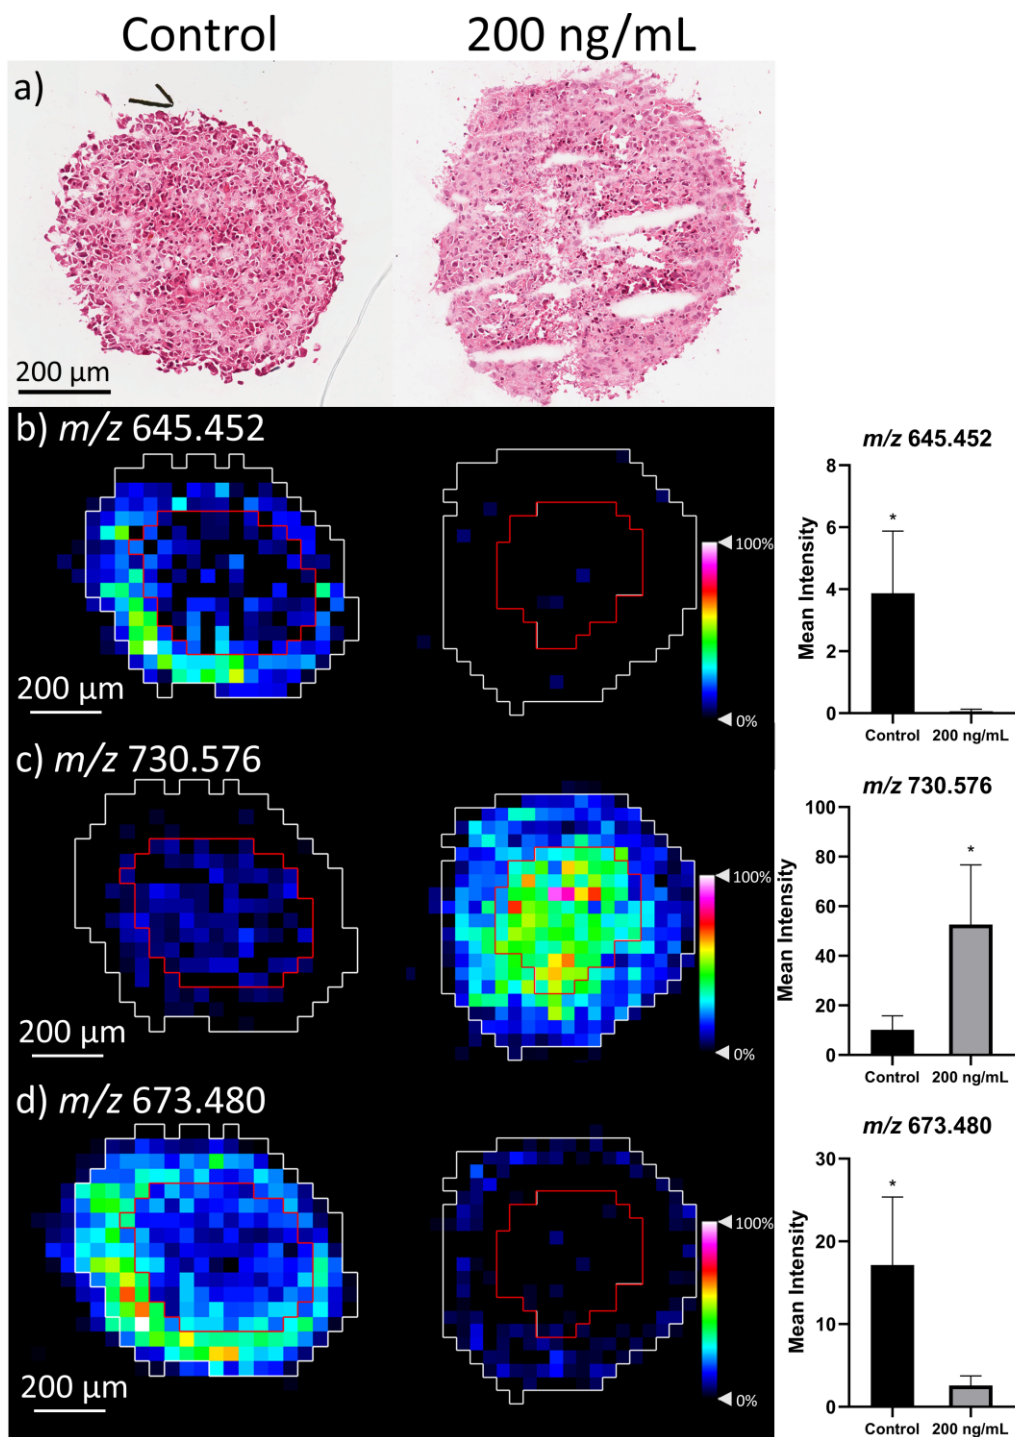 Control 200 ng/mL
a)
200 µm
b) m/z 645.452
100%
0%
200 µm
m/z 645.452
Mean Intensity
8
6
4
2
0
*
Control 200 ng/mL
c) m/z 730.576
100%
0%
200 µm
m/z 730.576
Mean Intensity
100
80
60
40
20
0
*
Control 200 ng/mL
d) m/z 673.480
100%
0%
200 µm
m/z 673.480
Mean Intensity
30
20
10
0
*
Control 200 ng/mL